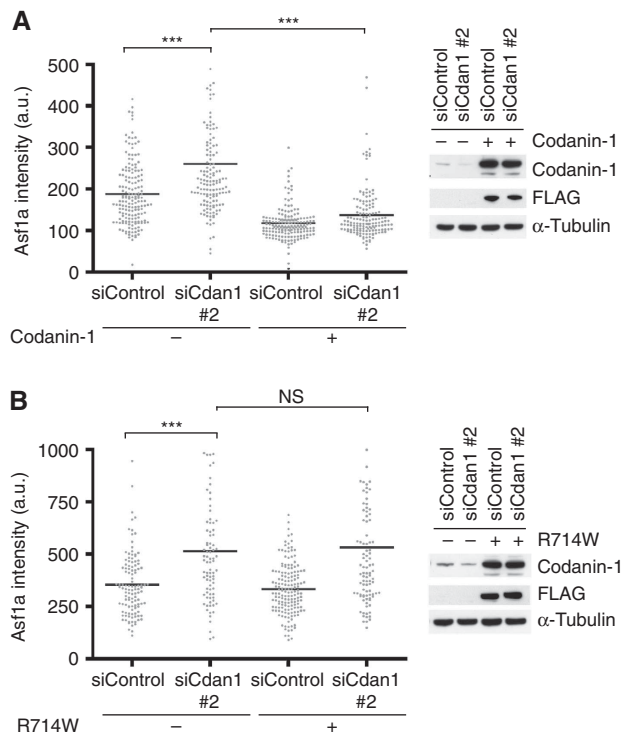 A
***
***
500
400
300
200
100
0
Asf1a intensity (a.u.)
siControl siCdan1 siControl siCdan1
#2 #2
Codanin-1 – +
siControl
siCdan1 #2
siControl
siCdan1 #2
– – + + Codanin-1
Codanin-1
FLAG
α-Tubulin
B
NS
***
1000
750
500
250
0
Asf1a intensity (a.u.)
siControl siCdan1 siControl siCdan1
#2 #2
R714W – +
siControl
siCdan1 #2
siControl
siCdan1 #2
– – + + R714W
Codanin-1
FLAG
α-Tubulin